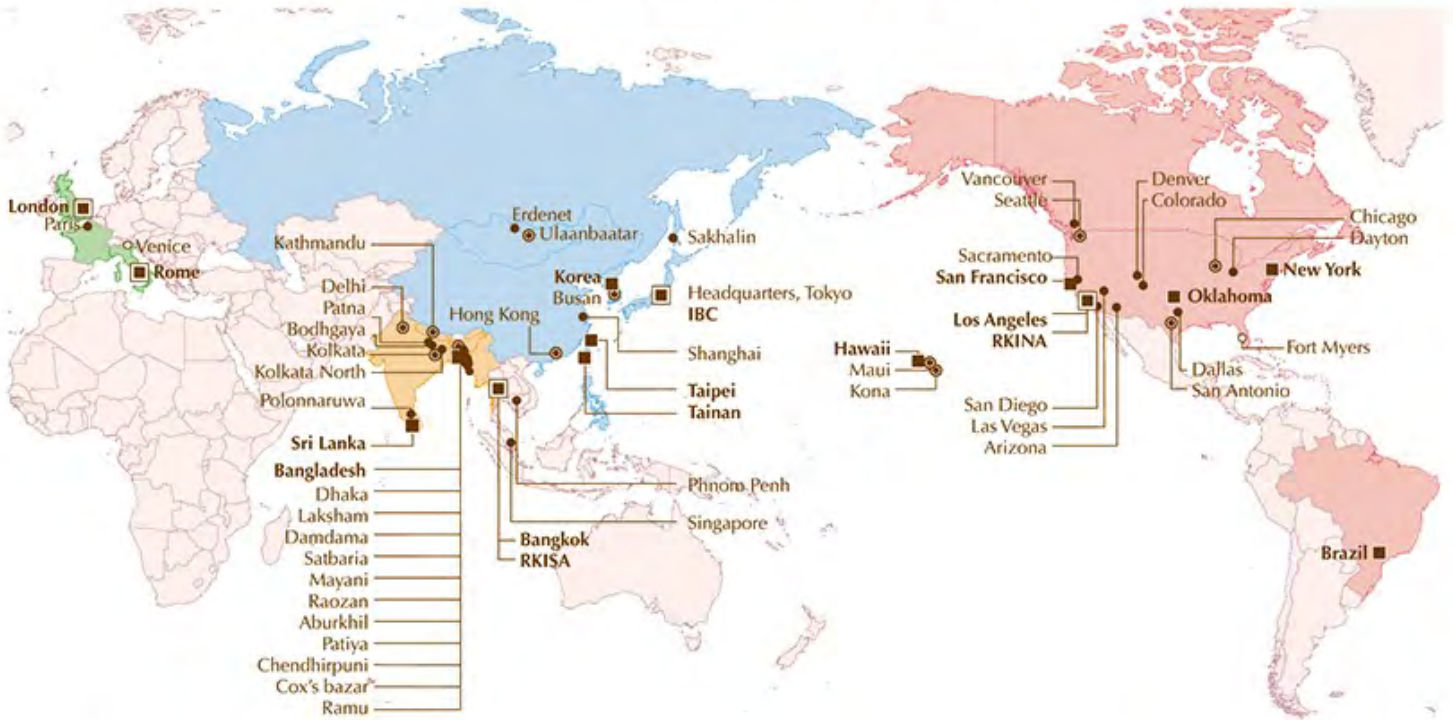 London
Paris
Venice
Rome
Kathmandu
Delhi
Patna
Bodhgaya
Kolkata
Kolkata North
Polonnaruwa
Sri Lanka
Bangladesh
Dhaka
Laksham
Damdama
Satbaria
Mayani
Raozan
Aburkhil
Patiya
Chendhirpuni
Cox's bazar
Ramu
Erdenet
Ulaanbaatar
Sakhalin
Korea
Busan
Headquarters, Tokyo
IBC
Hong Kong
Shanghai
Taipei
Tainan
Phnom Penh
Singapore
Bangkok
RKISA
Hawaii
Maui
Kona
Vancouver
Seattle
Sacramento
San Francisco
Los Angeles
RKINA
San Diego
Las Vegas
Arizona
Denver
Colorado
Chicago
Dayton
New York
Oklahoma
Fort Myers
Dallas
San Antonio
Brazil